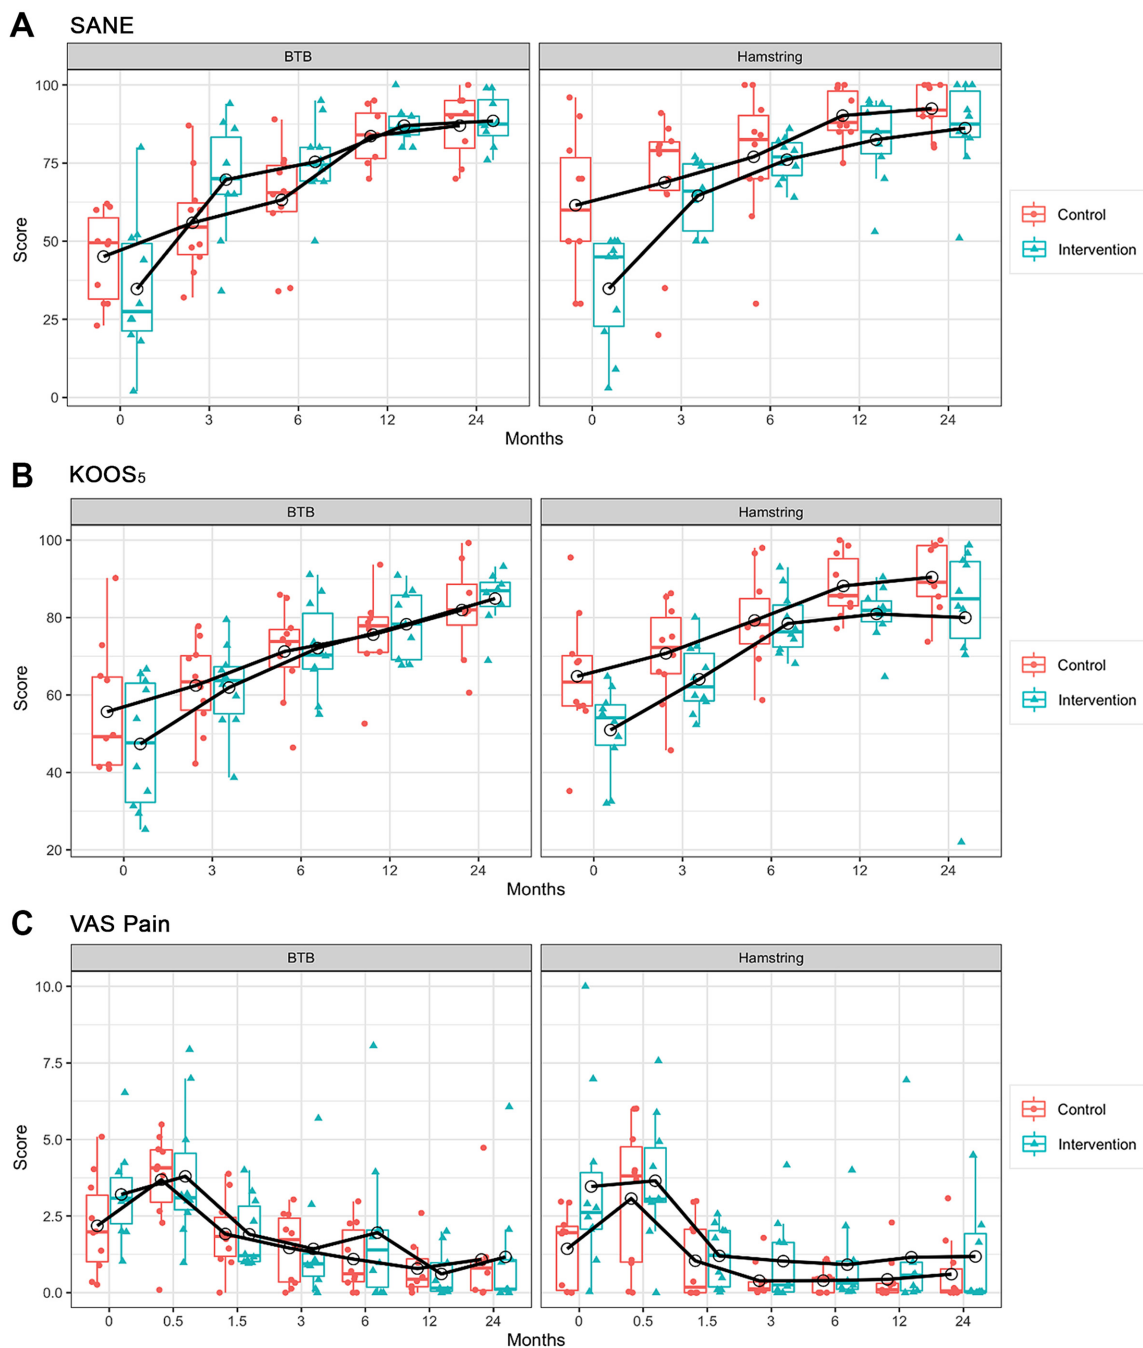 A SANE
BTB Hamstring
100
75
50
25
0
Score
0 3 6 12 24 0 3 6 12 24
Months
Control
Intervention
B KOOS5
BTB Hamstring
100
80
60
40
20
Score
0 3 6 12 24 0 3 6 12 24
Months
Control
Intervention
C VAS Pain
BTB Hamstring
10.0
7.5
5.0
2.5
0.0
Score
0 0.5 1.5 3 6 12 24 0 0.5 1.5 3 6 12 24
Months
Control
Intervention